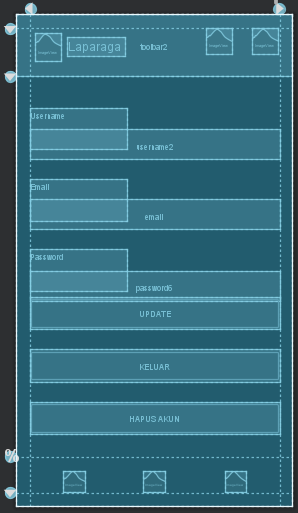 Laparaga
toolbar2
Username
username2
Email
email
Password
password6
UPDATE
KELUAR
HAPUS AKUN
%